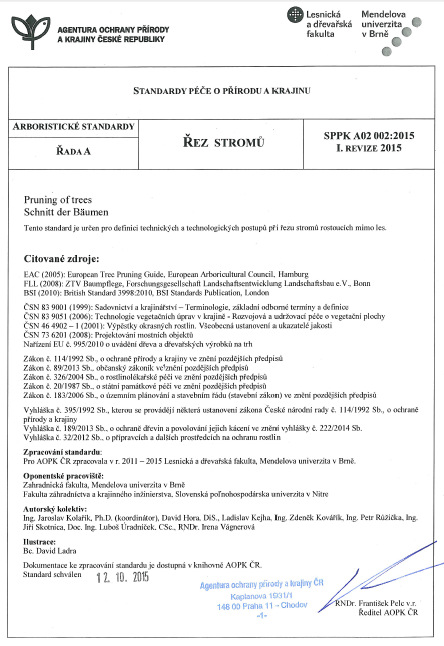 AGENTURA OCHRANY PŘÍRODY
A KRAJINY ČESKÉ REPUBLIKY
Lesnická
a dřevařská
fakulta
Mendelova
univerzita
v Brně
STANDARDY PÉČE O PŘÍRODU A KRAJINU
ARBORISTICKÉ STANDARDY
ŘADA A
ŘEZ STROMŮ
SPPK A02 002:2015
I. REVIZE 2015
Pruning of trees
Schnitt der Bäumen
Tento standard je určen pro definici technických a technologických postupů při řezu stromů rostoucích mimo les.
Citované zdroje:
EAC (2005): European Tree Pruning Guide, European Arboricultural Council, Hamburg
FLL (2008): ZTV Baumpflege, Forschungsgesellschaft Landschaftsentwicklung Landschaftsbau e.V., Bonn
BSI (2010): British Standard 3998:2010, BSI Standards Publication, London
ČSN 83 9001 (1999): Sadovnictví a krajinářství – Terminologie, základní odborné termíny a definice
ČSN 83 9051 (2006): Technologie vegetačních úprav v krajině - Rozvojová a udržovací péče o vegetační plochy
ČSN 46 4902 – 1 (2001): Výpěstky okrasných rostlin. Všeobecná ustanovení a ukazatelé jakosti
ČSN 73 6201 (2008): Projektování mostních objektů
Nařízení EU č. 995/2010 o uvádění dřeva a dřevařských výrobků na trh
Zákon č. 114/1992 Sb., o ochraně přírody a krajiny ve znění pozdějších předpisů
Zákon č. 89/2013 Sb., občanský zákoník ve znění pozdějších předpisů
Zákon č. 326/2004 Sb., o rostlinolékařské péči ve znění pozdějších předpisů
Zákon č. 20/1987 Sb., o státní památkové péči ve znění pozdějších předpisů
Zákon č. 183/2006 Sb., o územním plánování a stavebním řádu (stavební zákon) ve znění pozdějších předpisů
Vyhláška č. 395/1992 Sb., kterou se provádějí některá ustanovení zákona České národní rady č. 114/1992 Sb., o ochraně
přírody a krajiny
Vyhláška č. 189/2013 Sb., o ochraně dřevin a povolování jejich kácení ve znění vyhlášky č. 222/2014 Sb.
Vyhláška č. 32/2012 Sb., o přípravcích a dalších prostředcích na ochranu rostlin
Zpracování standardu:
Pro AOPK ČR zpracovala v r. 2011 – 2015 Lesnická a dřevařská fakulta, Mendelova univerzita v Brně.
Oponentské pracoviště:
Zahradnická fakulta, Mendelova univerzita v Brně
Fakulta záhradníctva a krajinného inžinierstva, Slovenská poľnohospodárska univerzita v Nitre
Autorský kolektiv:
Ing. Jaroslav Kolařík, Ph.D. (koordinátor), David Hora. DiS., Ladislav Kejha, Ing. Zdeněk Kovářík, Ing. Petr Růžička, Ing.
Jiří Skotnica, Doc. Ing. Luboš Úradníček. CSc., RNDr. Irena Vágnerová
Ilustrace:
Bc. David Ladra
Dokumentace ke zpracování standardu je dostupná v knihovně AOPK ČR.
Standard schválen 12. 10. 2015
Agentura ochrany přírody a krajiny ČR
Kaplanova 1931/1
148 00 Praha 11 – Chodov
-1-
RNDr. František Pelc v.r.
Ředitel AOPK ČR